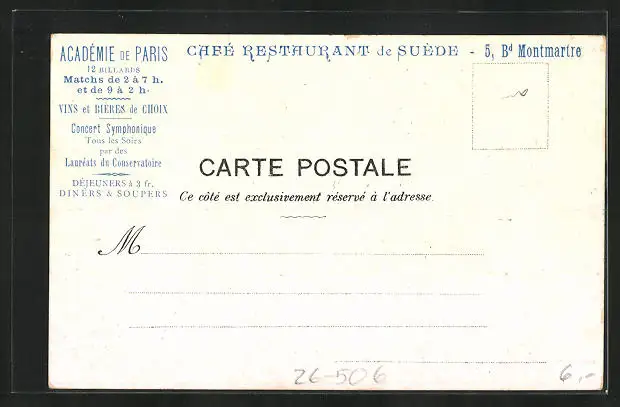 ACADÉMIE DE PARIS
12 BILLARDS
Matchs de 2 à 7 h.
et de 9 à 2 h.
VINS et BIÈRES de CHOIX
Concert Symphonique
Tous les Soirs
par des
Lauréats du Conservatoire
DÉJEUNERS à 3 fr.
DINERS & SOUPERS
CAFÉ RESTAURANT de SUÈDE - 5, Bd Montmartre
CARTE POSTALE
Ce côté est exclusivement réservé à l'adresse.
M
26-506
6,-